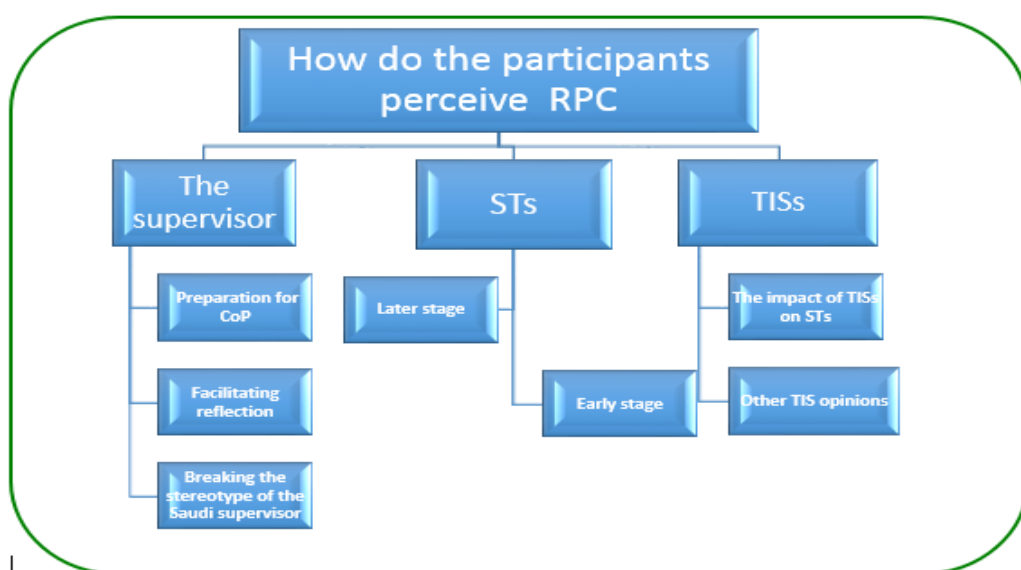 How do the participants
perceive RPC
The
supervisor
STs
TISs
Preparation for
CoP
Later stage
The impact of TISs
on STs
Facilitating
reflection
Early stage
Other TIS opinions
Breaking the
stereotype of the
Saudi supervisor